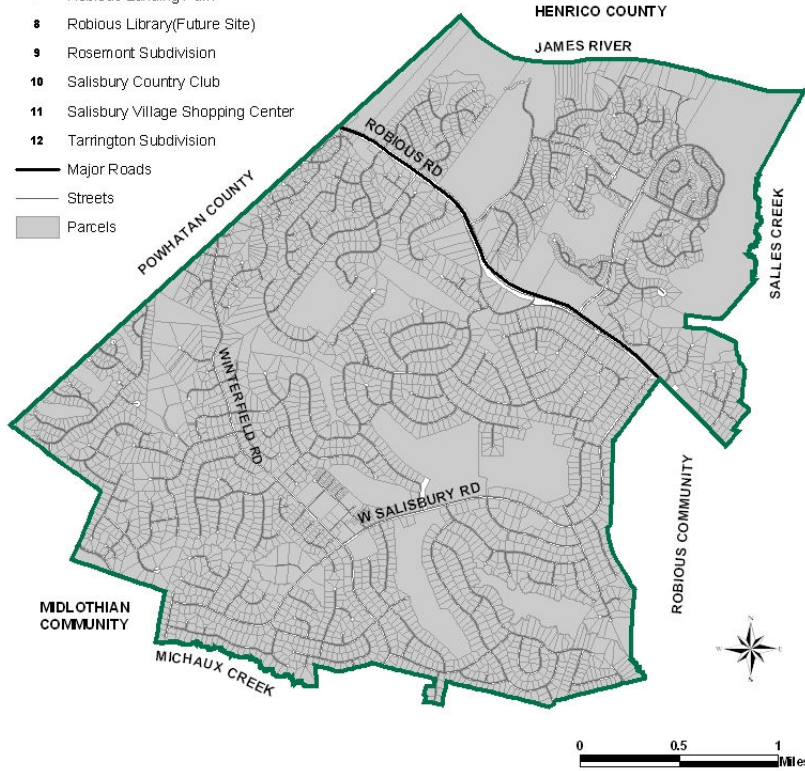 HENRICO COUNTY
8 Robious Library(Future Site)
JAMES RIVER
9 Rosemont Subdivision
10 Salisbury Country Club
11 Salisbury Village Shopping Center
12 Tarrington Subdivision
ROBIOUS RD
Major Roads
Streets
Parcels
POWHATAN COUNTY
SALLES CREEK
WINTERFIELD RD
W SALISBURY RD
ROBIOUS COMMUNITY
MIDLOTHIAN
COMMUNITY
MICHAUX CREEK
N
W
E
S
0 0.5 1
Miles